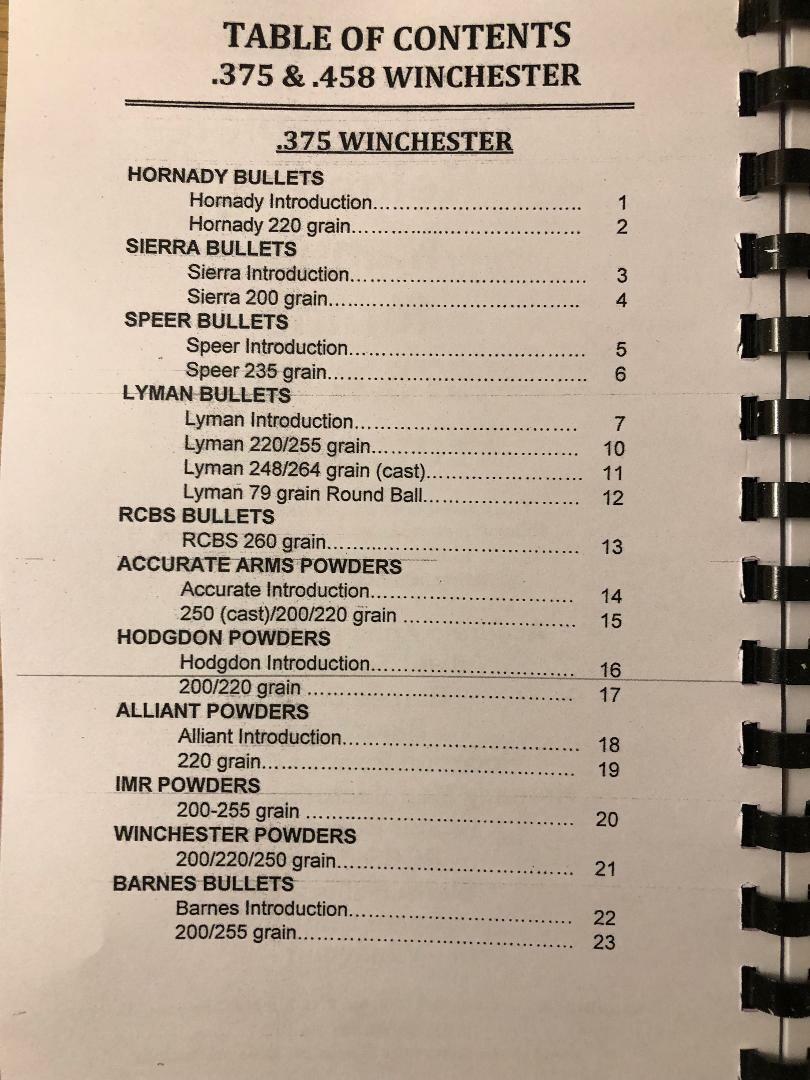 TABLE OF CONTENTS
.375 & .458 WINCHESTER
.375 WINCHESTER
HORNADY BULLETS
Hornady Introduction.................................. 1
Hornady 220 grain...................................... 2
SIERRA BULLETS
Sierra Introduction....................................... 3
Sierra 200 grain.......................................... 4
SPEER BULLETS
Speer Introduction....................................... 5
Speer 235 grain.......................................... 6
LYMAN BULLETS
Lyman Introduction..................................... 7
Lyman 220/255 grain.................................. 10
Lyman 248/264 grain (cast)......................... 11
Lyman 79 grain Round Ball......................... 12
RCBS BULLETS
RCBS 260 grain......................................... 13
ACCURATE ARMS POWDERS
Accurate Introduction................................. 14
250 (cast)/200/220 grain ............................ 15
HODGDON POWDERS
Hodgdon Introduction................................. 16
200/220 grain ........................................... 17
ALLIANT POWDERS
Alliant Introduction...................................... 18
220 grain.................................................. 19
IMR POWDERS
200-255 grain ........................................... 20
WINCHESTER POWDERS
200/220/250 grain...................................... 21
BARNES BULLETS
Barnes Introduction.................................... 22
200/255 grain............................................ 23